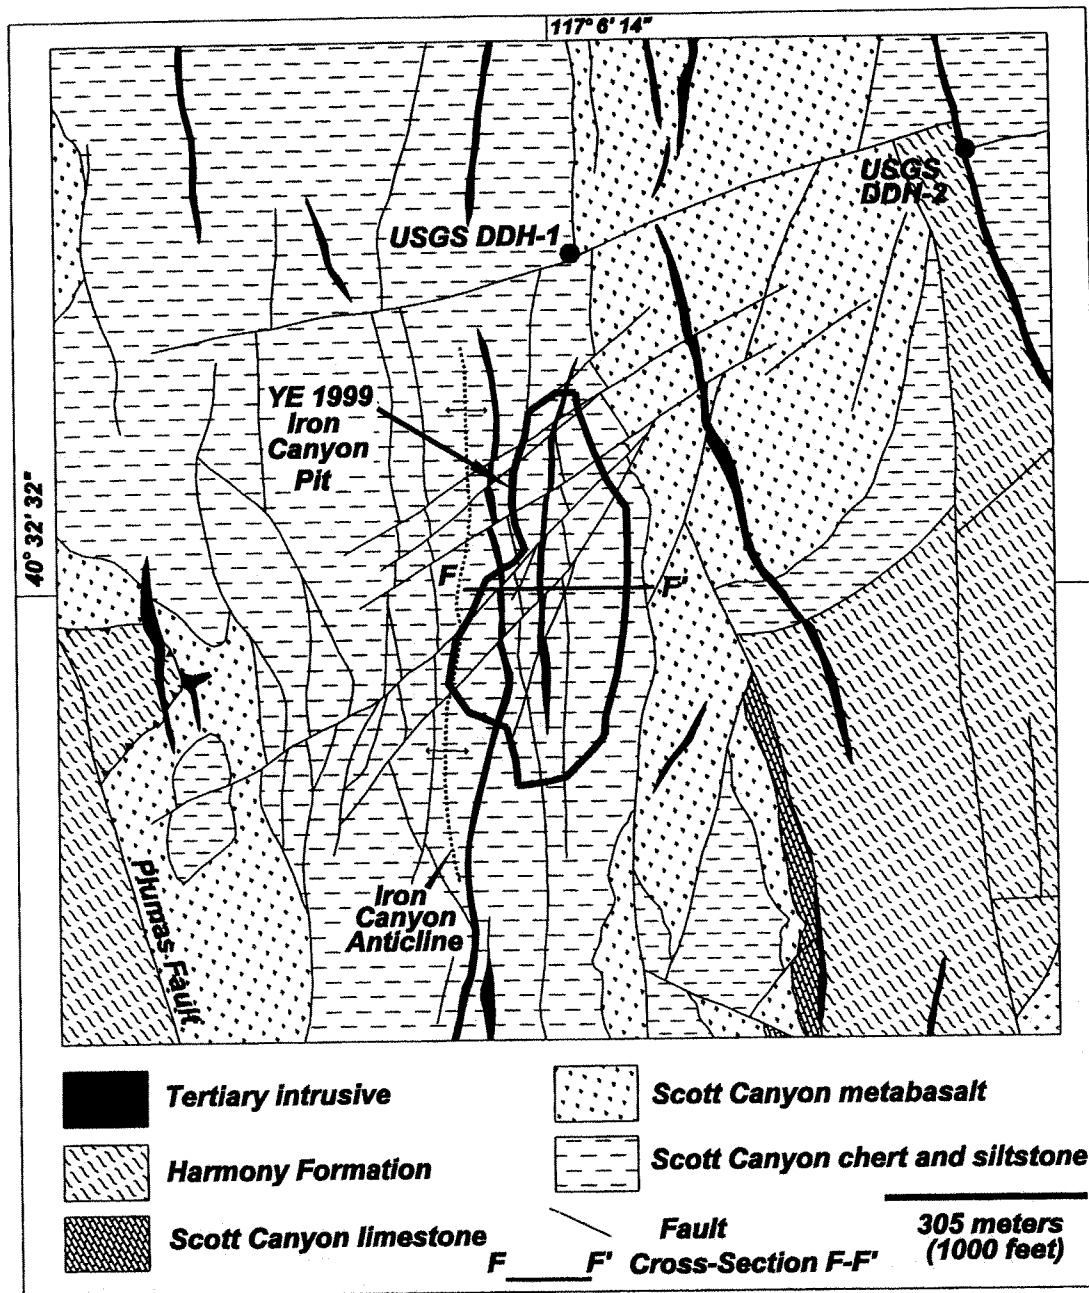 117° 6' 14"
USGS
DDH-2
USGS DDH-1
YE 1999
Iron
Canyon
Pit
40° 32' 32"
F
F'
Iron
Canyon
Anticline
Plumas Fault
Tertiary intrusive
Scott Canyon metabasalt
Harmony Formation
Scott Canyon chert and siltstone
Scott Canyon limestone
Fault
305 meters
(1000 feet)
F F' Cross-Section F-F'